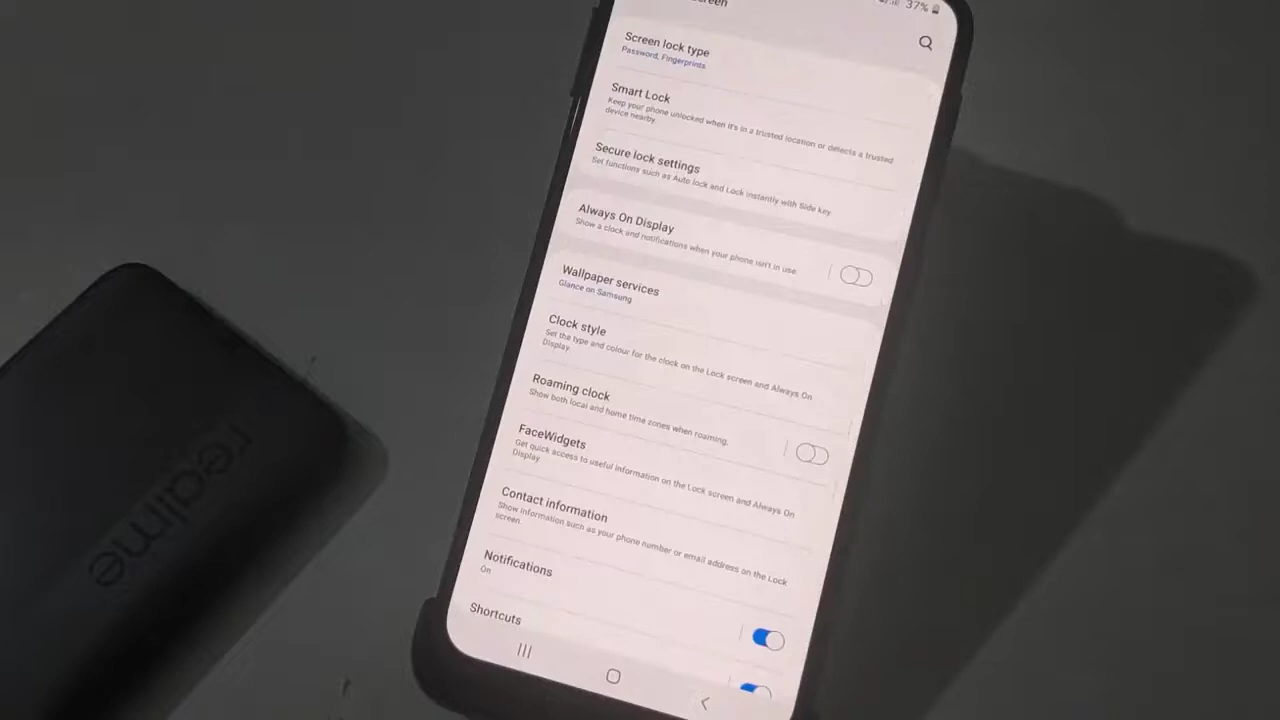 37%
Screen lock type
Password, Fingerprints
Smart Lock
Keep your phone unlocked when it's in a trusted location or detects a trusted
device nearby.
Secure lock settings
Set functions such as Auto lock and Lock instantly with Side key.
Always On Display
Show a clock and notifications when your phone isn't in use.
Wallpaper services
Glance on Samsung
Clock style
Set the type and colour for the clock on the Lock screen and Always On
Display.
Roaming clock
Show both local and home time zones when roaming.
FaceWidgets
Get quick access to useful information on the Lock screen and Always On
Display.
Contact information
Show information such as your phone number or email address on the Lock
screen.
Notifications
On
Shortcuts
realme